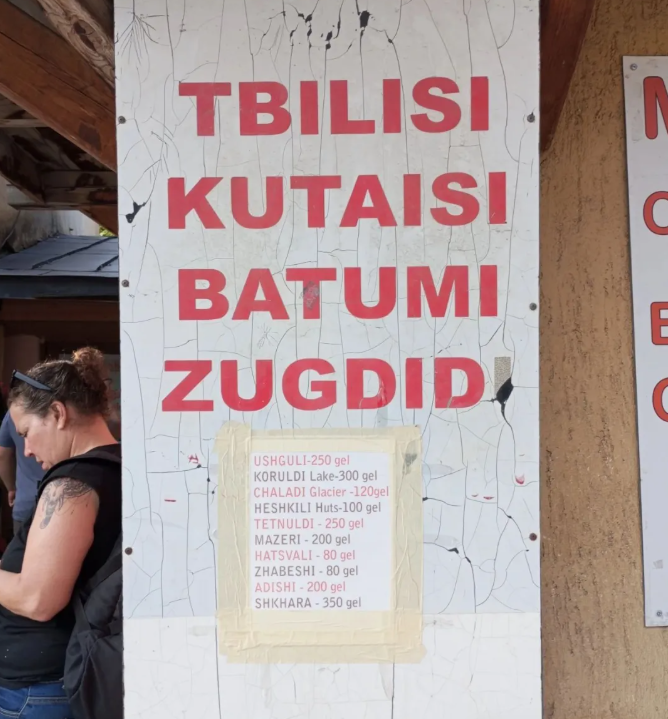 TBILISI
KUTAISI
BATUMI
ZUGDID
USHGULI-250 gel
KORULDI Lake-300 gel
CHALADI Glacier -120gel
HESHKILI Huts-100 gel
TETNULDI - 250 gel
MAZERI - 200 gel
HATSVALI - 80 gel
ZHABESHI - 80 gel
ADISHI - 200 gel
SHKHARA - 350 gel